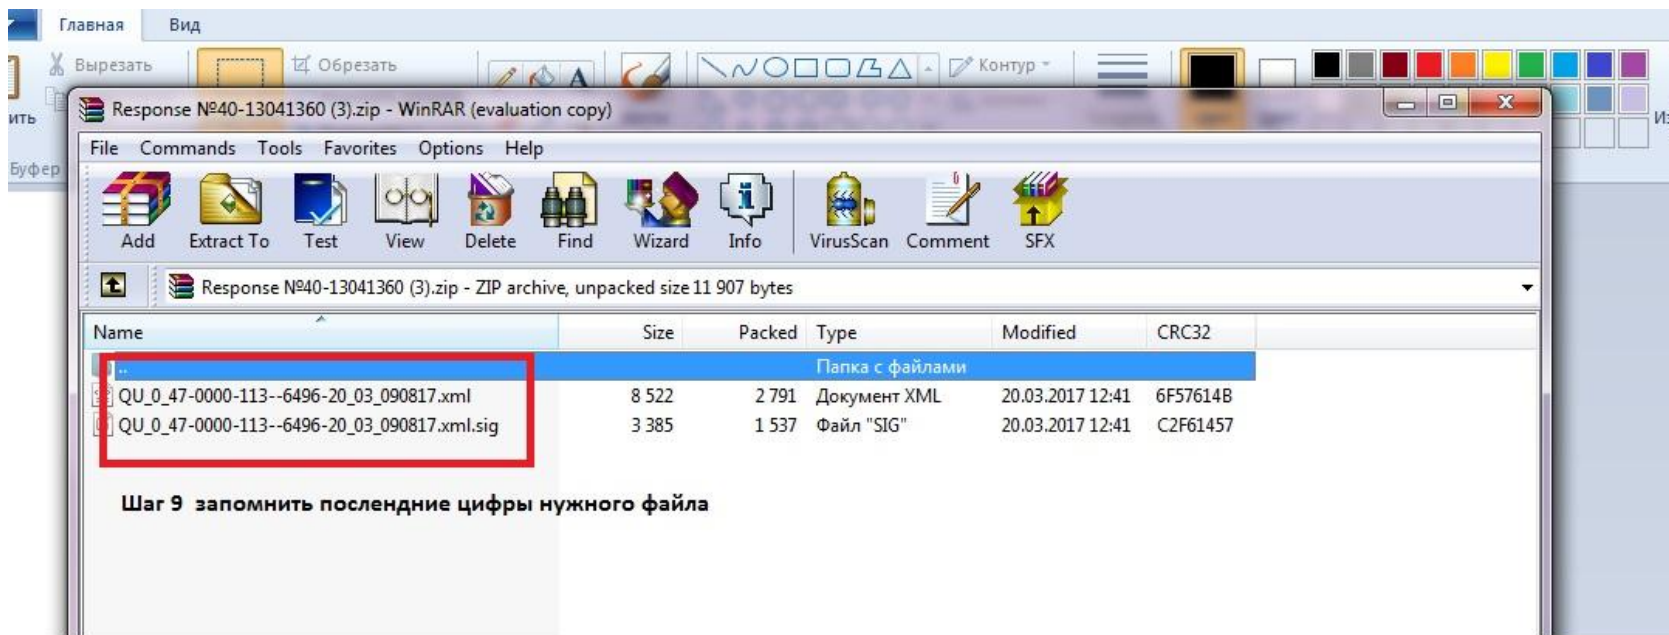 Главная Вид
Вырезать Обрезать Контур
ить
Response №40-13041360 (3).zip - WinRAR (evaluation copy)
Буфер
File Commands Tools Favorites Options Help
Add Extract To Test View Delete Find Wizard Info VirusScan Comment SFX
Response №40-13041360 (3).zip - ZIP archive, unpacked size 11 907 bytes
Name Size Packed Type Modified CRC32
.. Папка с файлами
QU_0_47-0000-113--6496-20_03_090817.xml 8 522 2 791 Документ XML 20.03.2017 12:41 6F57614B
QU_0_47-0000-113--6496-20_03_090817.xml.sig 3 385 1 537 Файл "SIG" 20.03.2017 12:41 C2F61457
Шаг 9 запомнить послендние цифры нужного файла